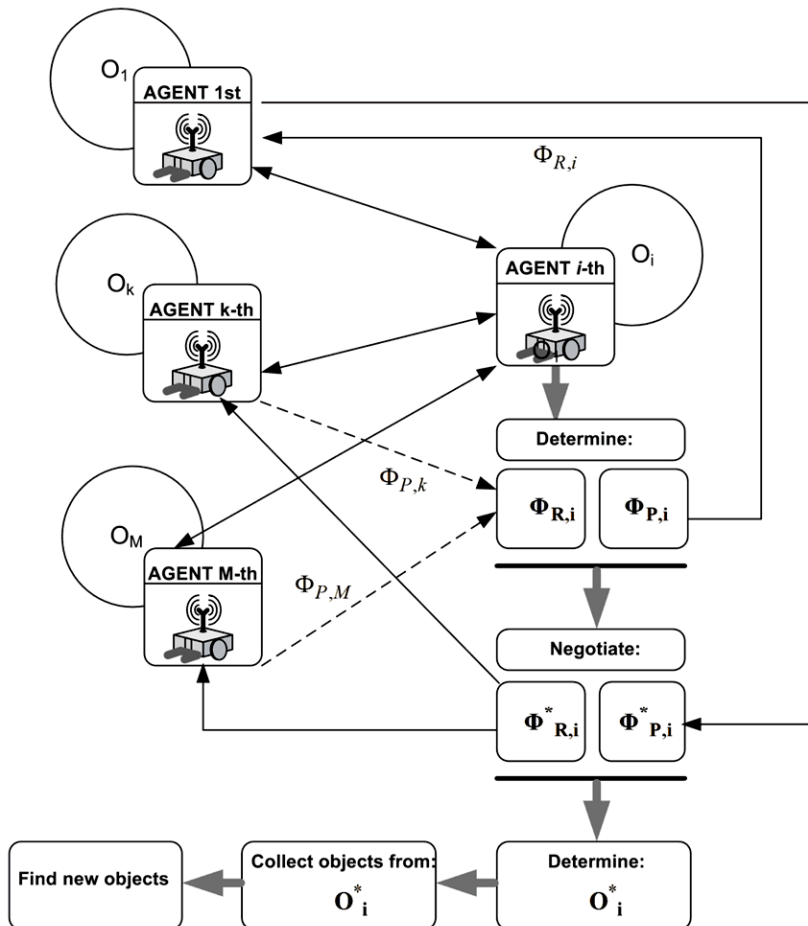 O1
AGENT 1st
ΦR,i
Oi
AGENT i-th
Ok
AGENT k-th
Determine:
ΦP,k
ΦR,i
ΦP,i
OM
AGENT M-th
ΦP,M
Negotiate:
Φ*R,i
Φ*P,i
Find new objects
Collect objects from:
O*i
Determine:
O*i